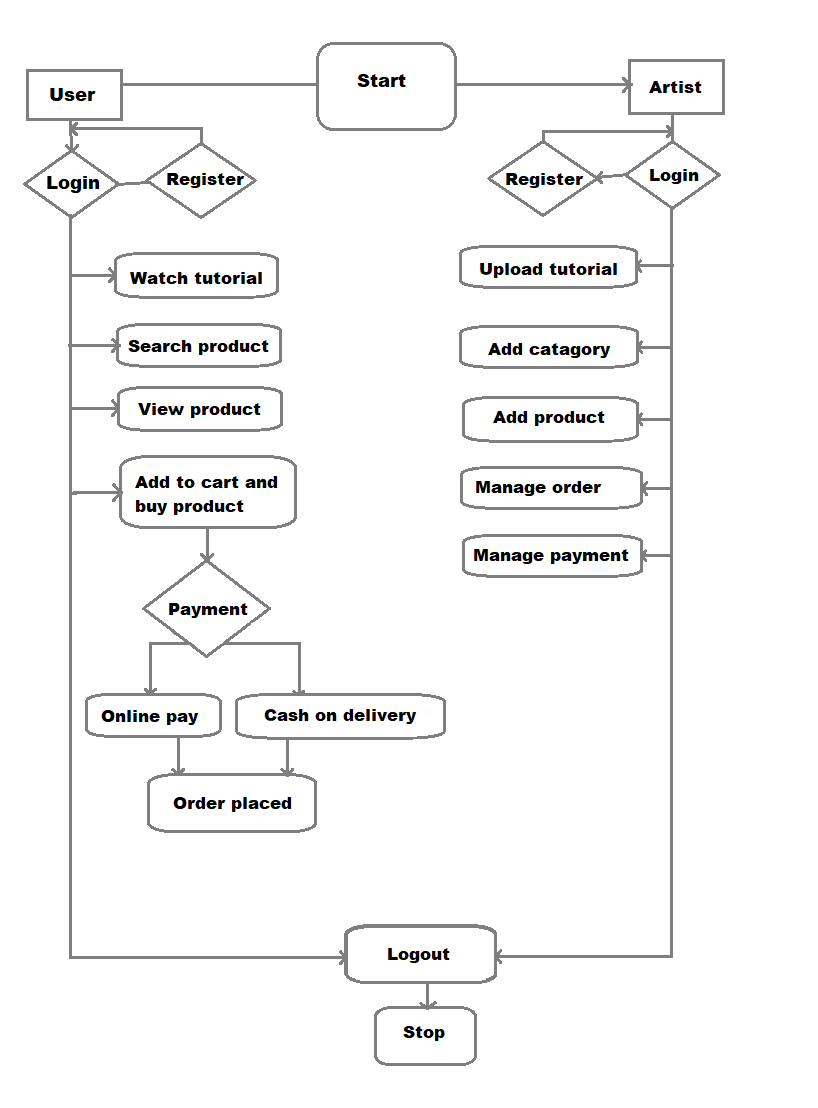 Start
User
Artist
Login
Register
Register
Login
Watch tutorial
Upload tutorial
Search product
Add catagory
View product
Add product
Add to cart and
buy product
Manage order
Manage payment
Payment
Online pay
Cash on delivery
Order placed
Logout
Stop